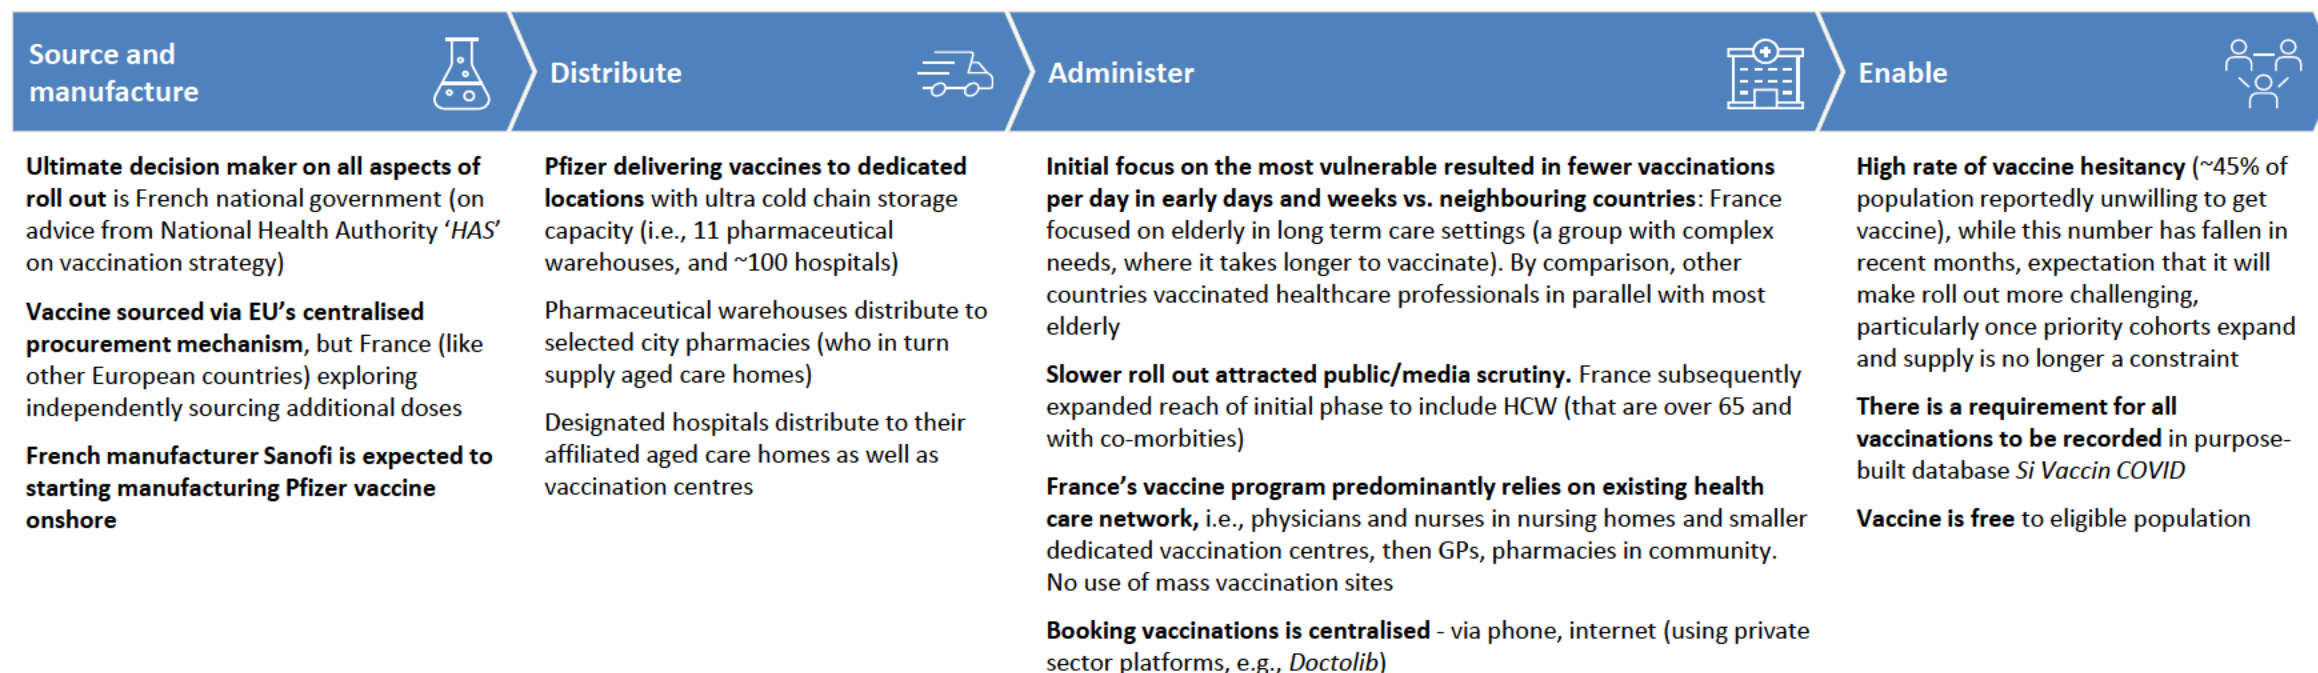 Source and
manufacture
Distribute
Administer
Enable
Ultimate decision maker on all aspects of
roll out is French national government (on
advice from National Health Authority ‘HAS’
on vaccination strategy)
Vaccine sourced via EU’s centralised
procurement mechanism, but France (like
other European countries) exploring
independently sourcing additional doses
French manufacturer Sanofi is expected to
starting manufacturing Pfizer vaccine
onshore
Pfizer delivering vaccines to dedicated
locations with ultra cold chain storage
capacity (i.e., 11 pharmaceutical
warehouses, and ~100 hospitals)
Pharmaceutical warehouses distribute to
selected city pharmacies (who in turn
supply aged care homes)
Designated hospitals distribute to their
affiliated aged care homes as well as
vaccination centres
Initial focus on the most vulnerable resulted in fewer vaccinations
per day in early days and weeks vs. neighbouring countries: France
focused on elderly in long term care settings (a group with complex
needs, where it takes longer to vaccinate). By comparison, other
countries vaccinated healthcare professionals in parallel with most
elderly
Slower roll out attracted public/media scrutiny. France subsequently
expanded reach of initial phase to include HCW (that are over 65 and
with co-morbities)
France’s vaccine program predominantly relies on existing health
care network, i.e., physicians and nurses in nursing homes and smaller
dedicated vaccination centres, then GPs, pharmacies in community.
No use of mass vaccination sites
Booking vaccinations is centralised - via phone, internet (using private
sector platforms, e.g., Doctolib)
High rate of vaccine hesitancy (~45% of
population reportedly unwilling to get
vaccine), while this number has fallen in
recent months, expectation that it will
make roll out more challenging,
particularly once priority cohorts expand
and supply is no longer a constraint
There is a requirement for all
vaccinations to be recorded in purpose-
built database Si Vaccin COVID
Vaccine is free to eligible population